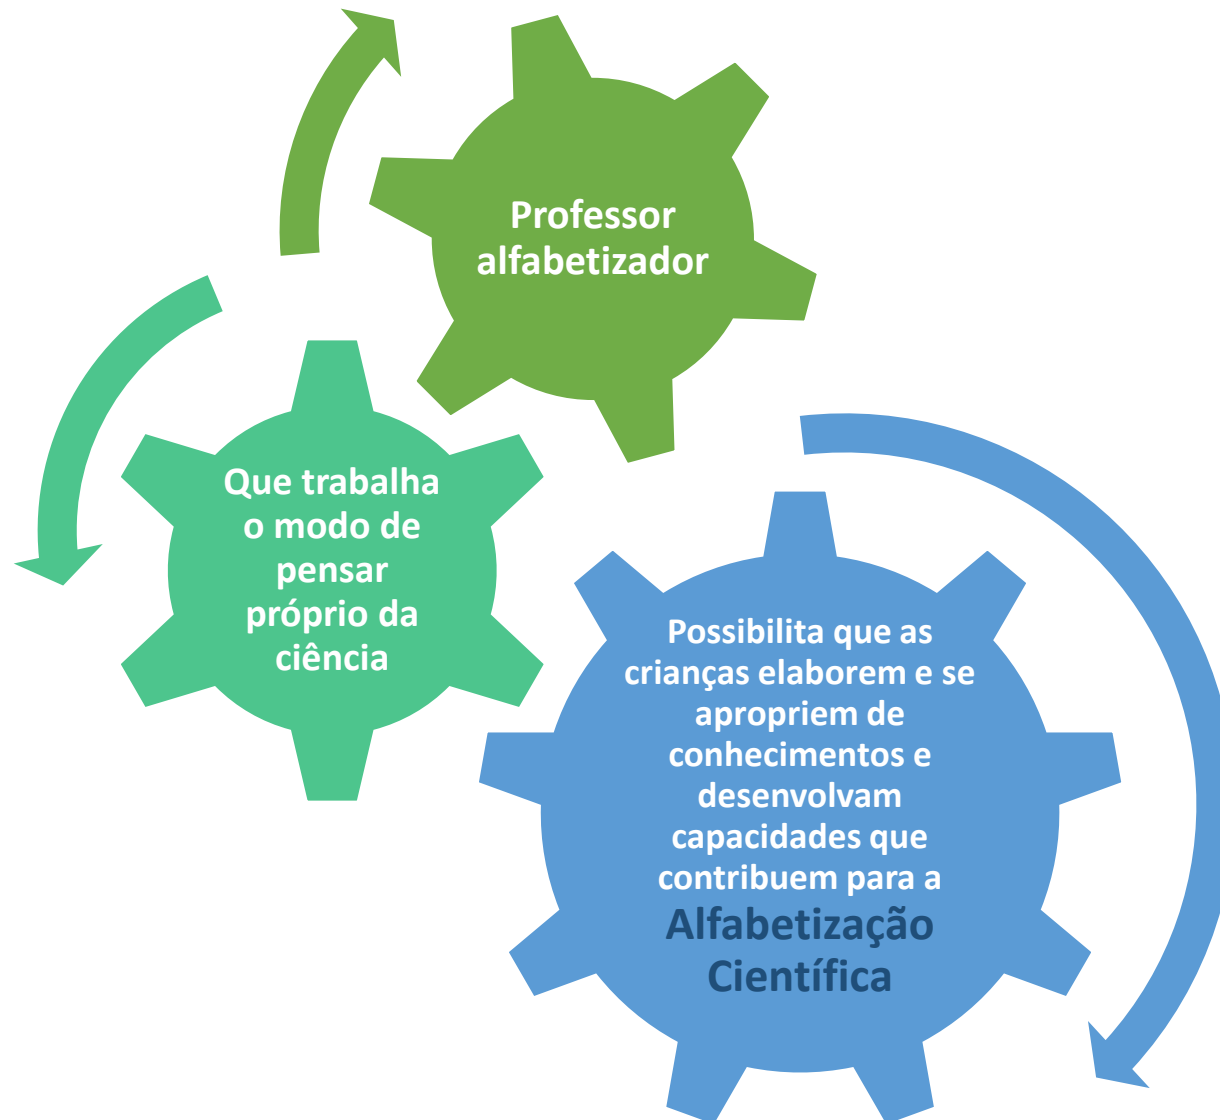 Professor
alfabetizador
Que trabalha
o modo de
pensar
próprio da
ciência
Possibilita que as
crianças elaborem e se
apropriem de
conhecimentos e
desenvolvam
capacidades que
contribuem para a
Alfabetização
Científica